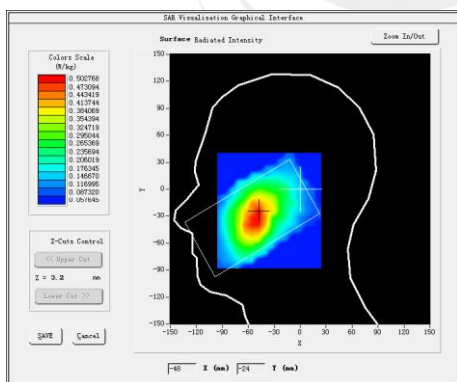 SAR Visualisation Graphical Interface
Surface Radiated Intensity
Zoom In/Out
Colors Scale
(W/kg)
0.502768
0.473094
0.443419
0.413744
0.384069
0.354394
0.324719
0.295044
0.265369
0.235694
0.206019
0.176345
0.146670
0.116995
0.087320
0.057645
Z-Cuts Control
<< Upper Cut
Z = 3.2 mm
Lower Cut >>
SAVE Cancel
150
120
90
60
30
0
-30
-60
-90
-120
-150
Y
-150 -120 -90 -60 -30 0 30 60 90 120 150
X
-48 X (mm) -24 Y (mm)